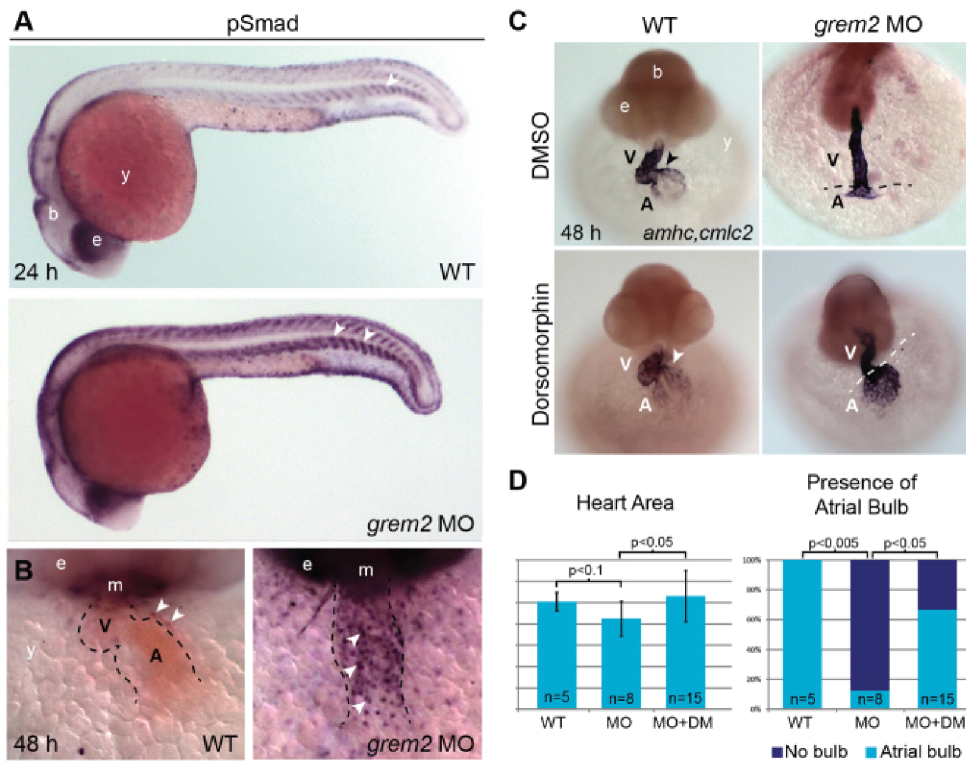 A
pSmad
y
b
e
24 h
WT
grem2 MO
B
e
m
V
A
y
48 h
WT
e
m
grem2 MO
C
WT
grem2 MO
DMSO
b
e
y
V
A
48 h
amhc,cmlc2
V
A
Dorsomorphin
V
A
V
A
D
Heart Area
p<0.05
p<0.1
n=5
n=8
n=15
WT
MO
MO+DM
Presence of
Atrial Bulb
p<0.005
p<0.05
100%
80%
60%
40%
20%
0%
n=5
n=8
n=15
WT
MO
MO+DM
No bulb
Atrial bulb